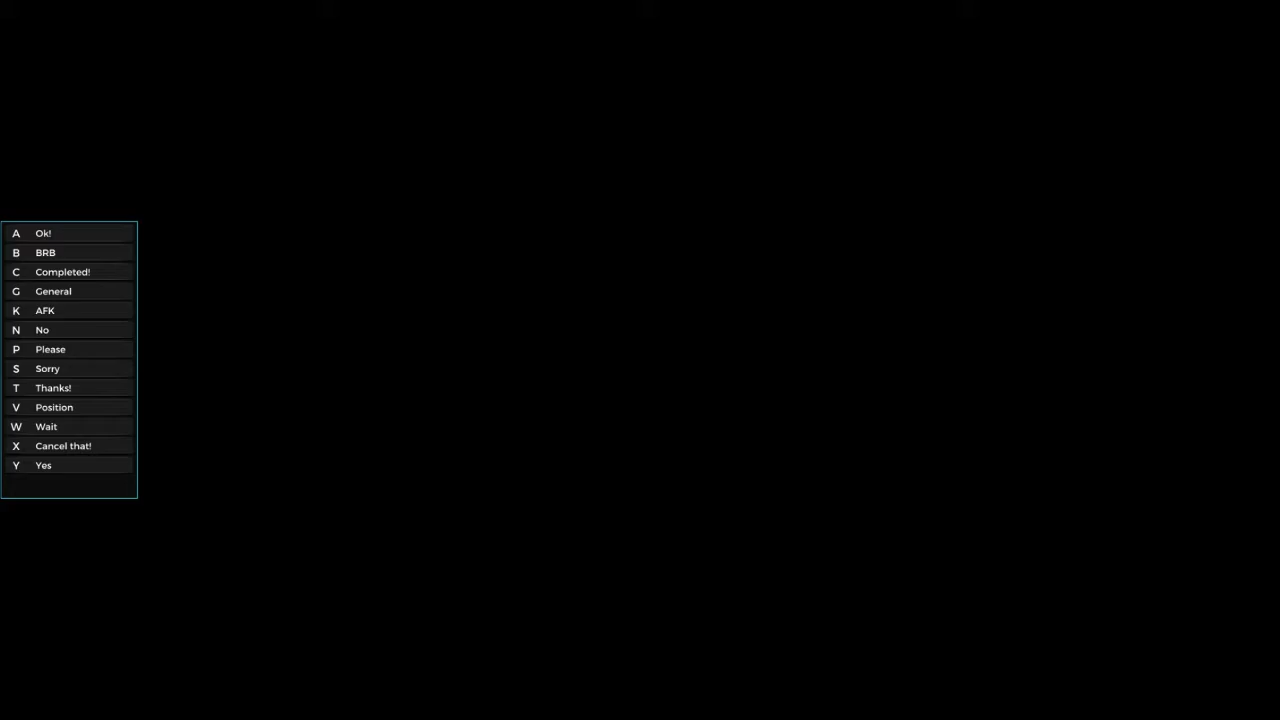 A Ok!
B BRB
C Completed!
G General
K AFK
N No
P Please
S Sorry
T Thanks!
V Position
W Wait
X Cancel that!
Y Yes